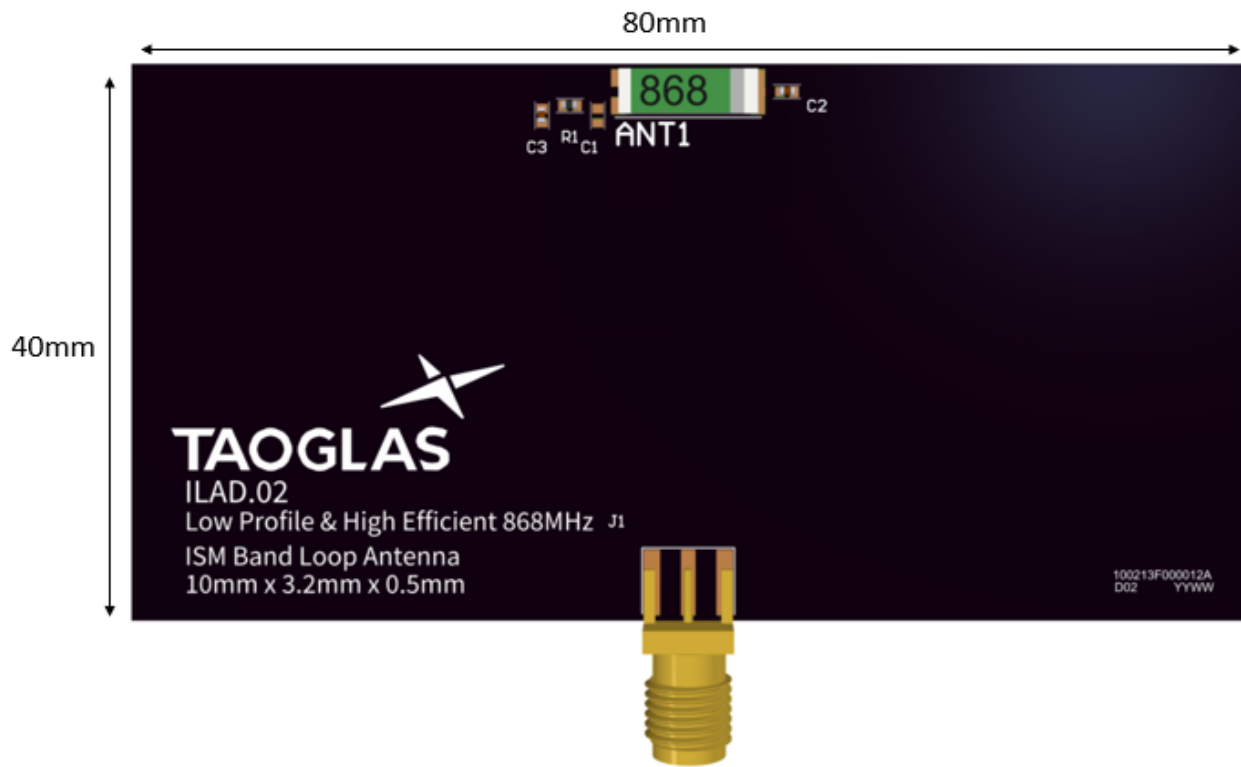 80mm
868
C2
C3
R1
C1
ANT1
40mm
TAOGLAS
ILAD.02
Low Profile & High Efficient 868MHz
J1
ISM Band Loop Antenna
10mm x 3.2mm x 0.5mm
100213F000012A
D02 YYWW